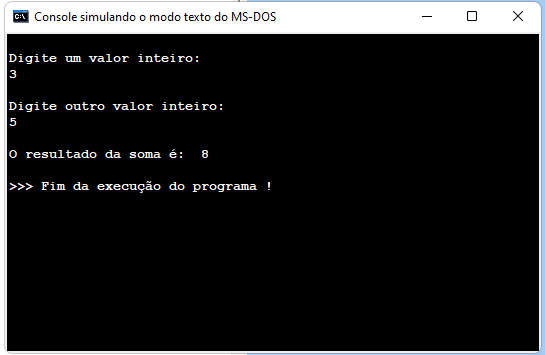 Console simulando o modo texto do MS-DOS
Digite um valor inteiro:
3
Digite outro valor inteiro:
5
O resultado da soma é:  8
>>> Fim da execução do programa !